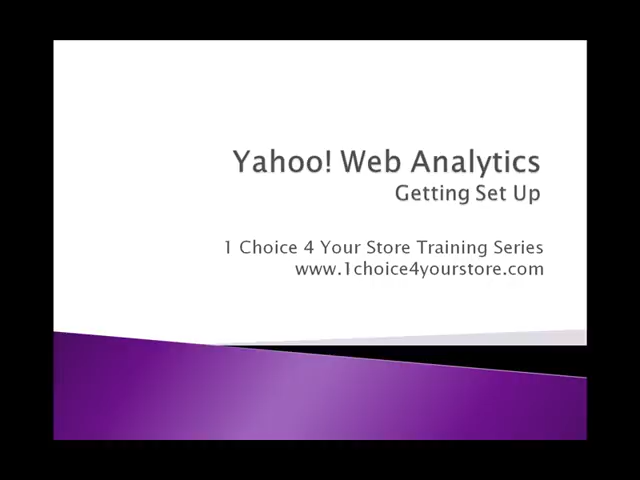 Yahoo! Web Analytics
Getting Set Up
1 Choice 4 Your Store Training Series
www.1choice4yourstore.com